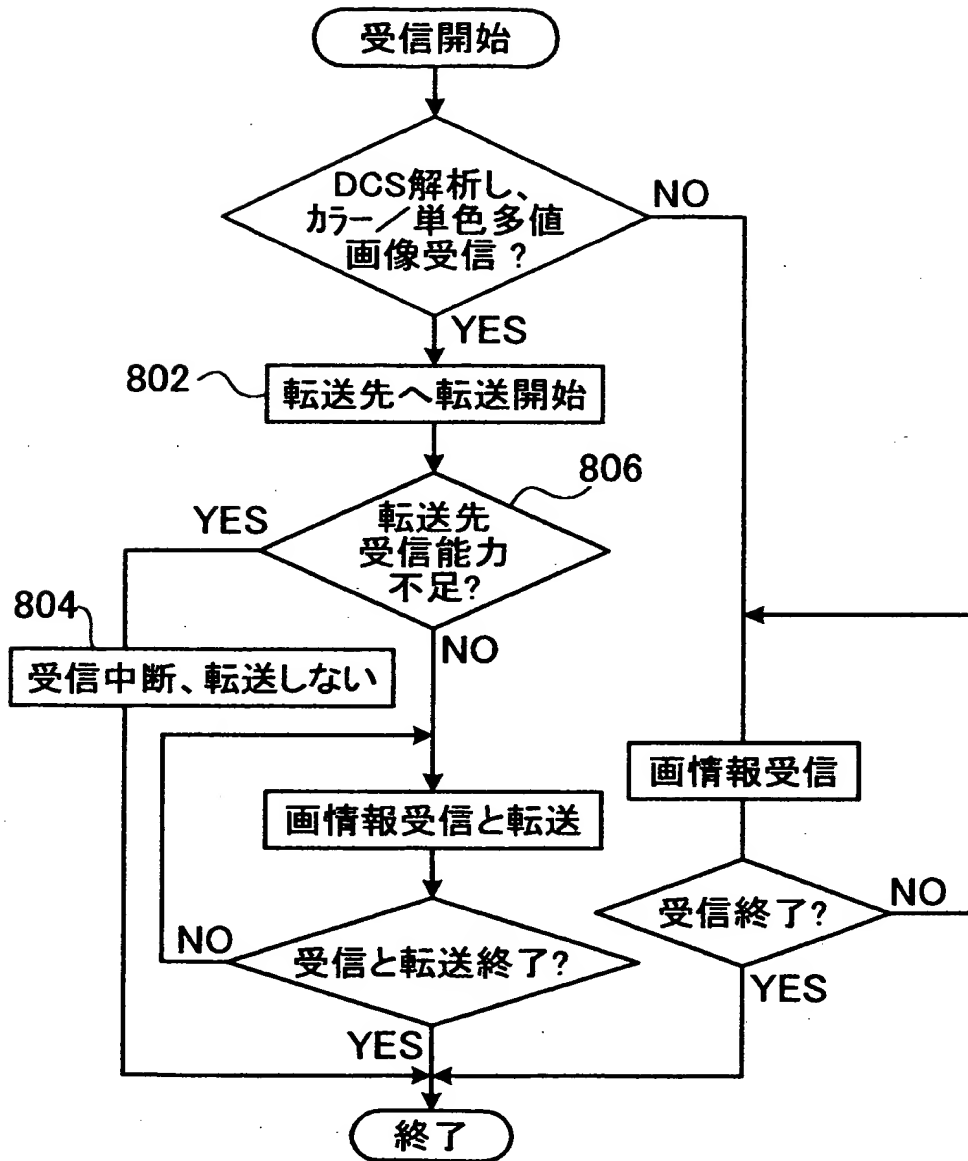 受信開始
DCS解析し、
カラー／単色多値
画像受信？
NO
YES
802
転送先へ転送開始
806
転送先
受信能力
不足？
YES
NO
804
受信中断、転送しない
画情報受信と転送
画情報受信
受信と転送終了？
NO
YES
受信終了？
NO
YES
終了